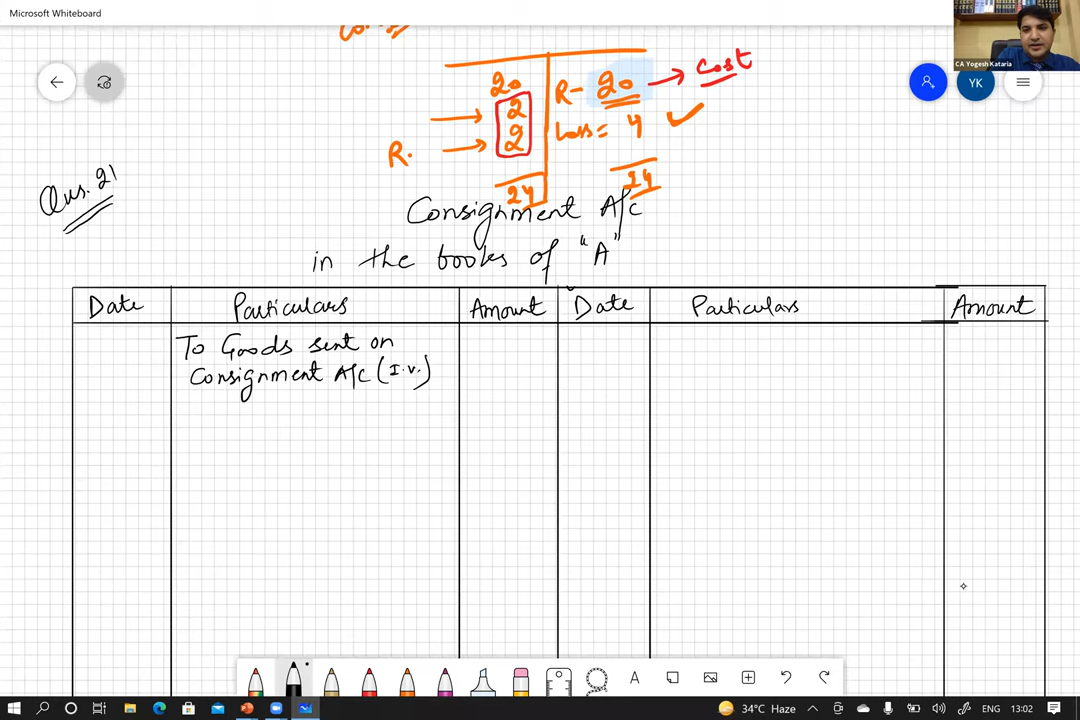 Microsoft Whiteboard
CA Yogesh Kataria
YK
20
2
2
24
R - 20 → Cost
Loss = 4 ✓
24
R.
Ques. 21
Consignment A/c
in the books of "A"
Date Particulars Amount Date Particulars Amount
To Goods sent on
Consignment A/c (I.V.)
A
34°C Haze
ENG
13:02